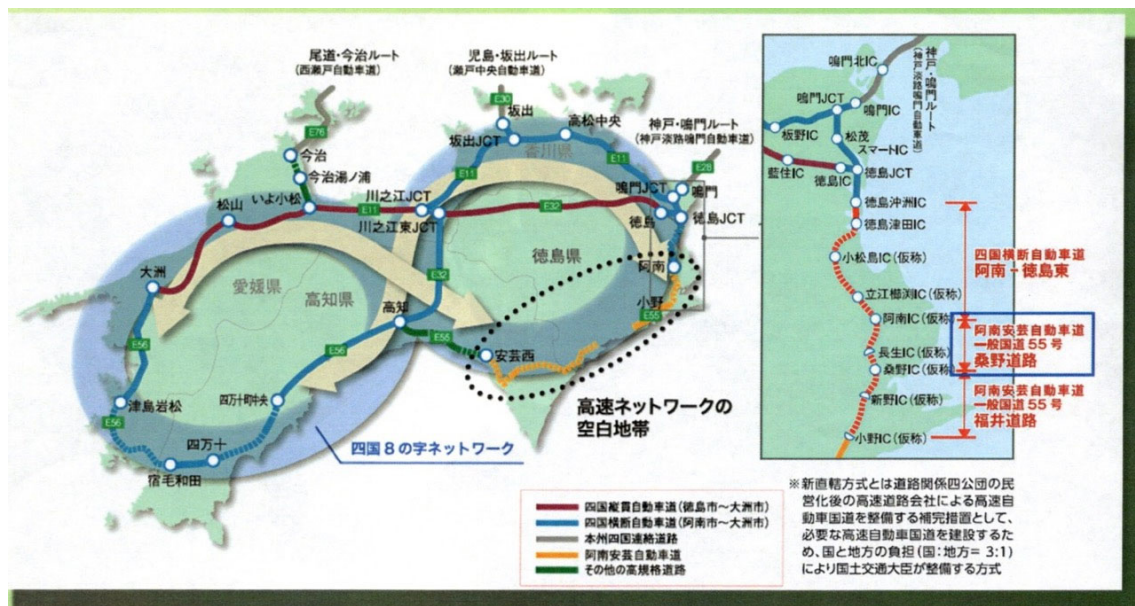 尾道・今治ルート
(西瀬戸自動車道)
児島・坂出ルート
(瀬戸中央自動車道)
神戸・鳴門ルート
(神戸淡路鳴門自動車道)
E76
E30
E28
坂出
高松中央
坂出JCT
香川県
E11
E11
今治
今治湯ノ浦
いよ小松
松山
川之江JCT
E11
川之江東JCT
E32
鳴門JCT
鳴門
徳島
徳島JCT
大洲
愛媛県
高知県
徳島県
E32
阿南
小野
E55
高知
E55
安芸西
E56
E56
津島岩松
四万十町中央
E56
四万十
宿毛和田
高速ネットワークの
空白地帯
四国8の字ネットワーク
四国縦貫自動車道(徳島市〜大洲市)
四国横断自動車道(阿南市〜大洲市)
本州四国連絡道路
阿南安芸自動車道
その他の高規格道路
鳴門北IC
神戸・鳴門ルート
(神戸淡路鳴門自動車道)
鳴門JCT
鳴門IC
板野IC
松茂
スマートIC
藍住IC
徳島IC
徳島JCT
徳島沖洲IC
徳島津田IC
小松島IC(仮称)
立江櫛渕IC(仮称)
阿南IC(仮称)
長生IC(仮称)
桑野IC(仮称)
新野IC(仮称)
小野IC(仮称)
四国横断自動車道
阿南－徳島東
阿南安芸自動車道
一般国道55号
桑野道路
阿南安芸自動車道
一般国道55号
福井道路
※新直轄方式とは道路関係四公団の民
営化後の高速道路会社による高速自
動車国道を整備する補完措置として、
必要な高速自動車国道を建設するた
め、国と地方の負担(国:地方= 3:1)
により国土交通大臣が整備する方式